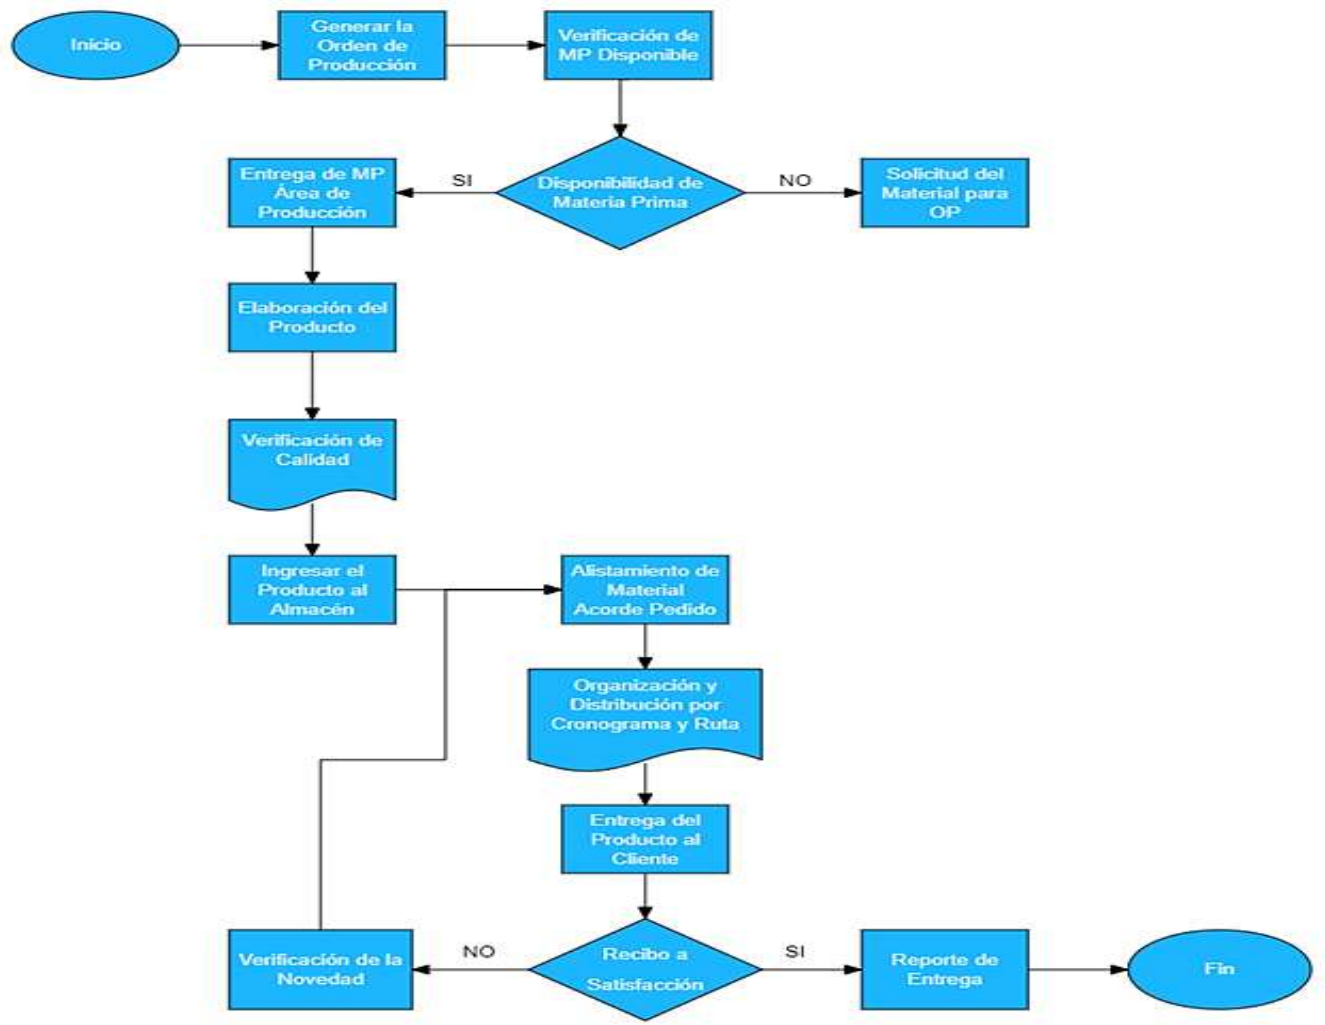 Inicio
Generar la
Orden de
Producción
Verificación de
MP Disponible
Entrega de MP
Área de
Producción
SI
Disponibilidad de
Materia Prima
NO
Solicitud del
Material para
OP
Elaboración del
Producto
Verificación de
Calidad
Ingresar el
Producto al
Almacén
Alistamiento de
Material
Acorde Pedido
Organización y
Distribución por
Cronograma y Ruta
Entrega del
Producto al
Cliente
Verificación de la
Novedad
NO
Recibo a
Satisfacción
SI
Reporte de
Entrega
Fin